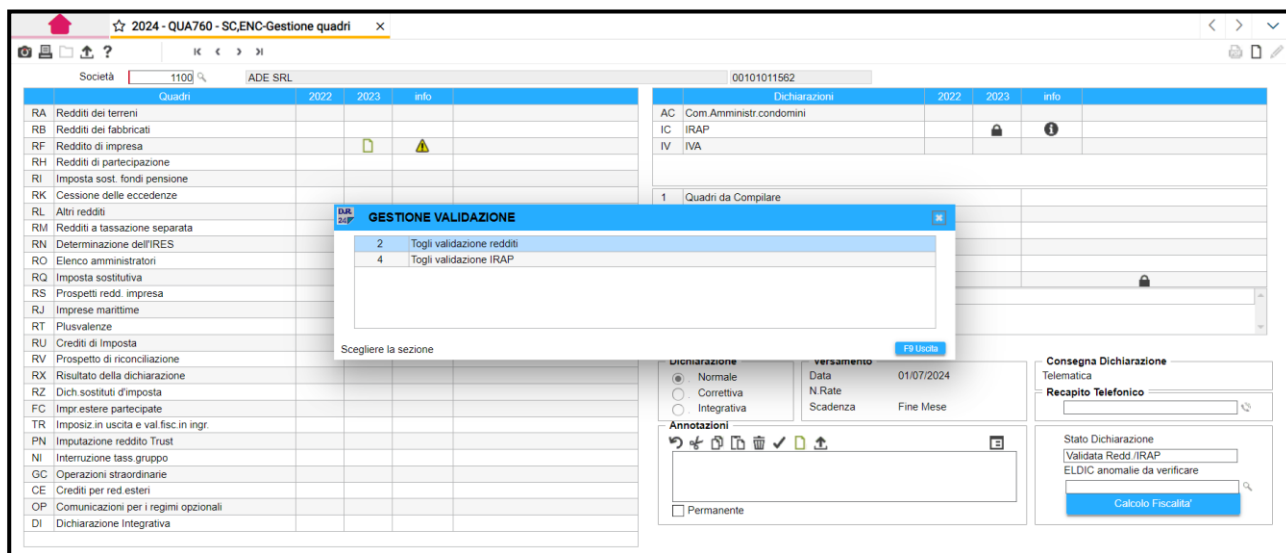 2024 - QUA760 - SC,ENC-Gestione quadri
Società 1100 ADE SRL 00101011562
Quadri 2022 2023 info
RA Redditi dei terreni
RB Redditi dei fabbricati
RF Reddito di impresa
RH Redditi di partecipazione
RI Imposta sost. fondi pensione
RK Cessione delle eccedenze
RL Altri redditi
RM Redditi a tassazione separata
RN Determinazione dell'IRES
RO Elenco amministratori
RQ Imposta sostitutiva
RS Prospetti redd. impresa
RJ Imprese marittime
RT Plusvalenze
RU Crediti di Imposta
RV Prospetto di riconciliazione
RX Risultato della dichiarazione
RZ Dich.sostituti d'imposta
FC Impr.estere partecipate
TR Imposiz.in uscita e val.fisc.in ingr.
PN Imputazione reddito Trust
NI Interruzione tass.gruppo
GC Operazioni straordinarie
CE Crediti per red.esteri
OP Comunicazioni per i regimi opzionali
DI Dichiarazione Integrativa
Dichiarazioni 2022 2023 info
AC Com.Amministr.condomini
IC IRAP
IV IVA
1 Quadri da Compilare
DJR 24 GESTIONE VALIDAZIONE
2 Togli validazione redditi
4 Togli validazione IRAP
Scegliere la sezione
F9 Uscita
Dichiarazione
Normale
Correttiva
Integrativa
Versamento
Data 01/07/2024
N.Rate
Scadenza Fine Mese
Consegna Dichiarazione
Telematica
Recapito Telefonico
Annotazioni
Permanente
Stato Dichiarazione
Validata Redd./IRAP
ELDIC anomalie da verificare
Calcolo Fiscalita'